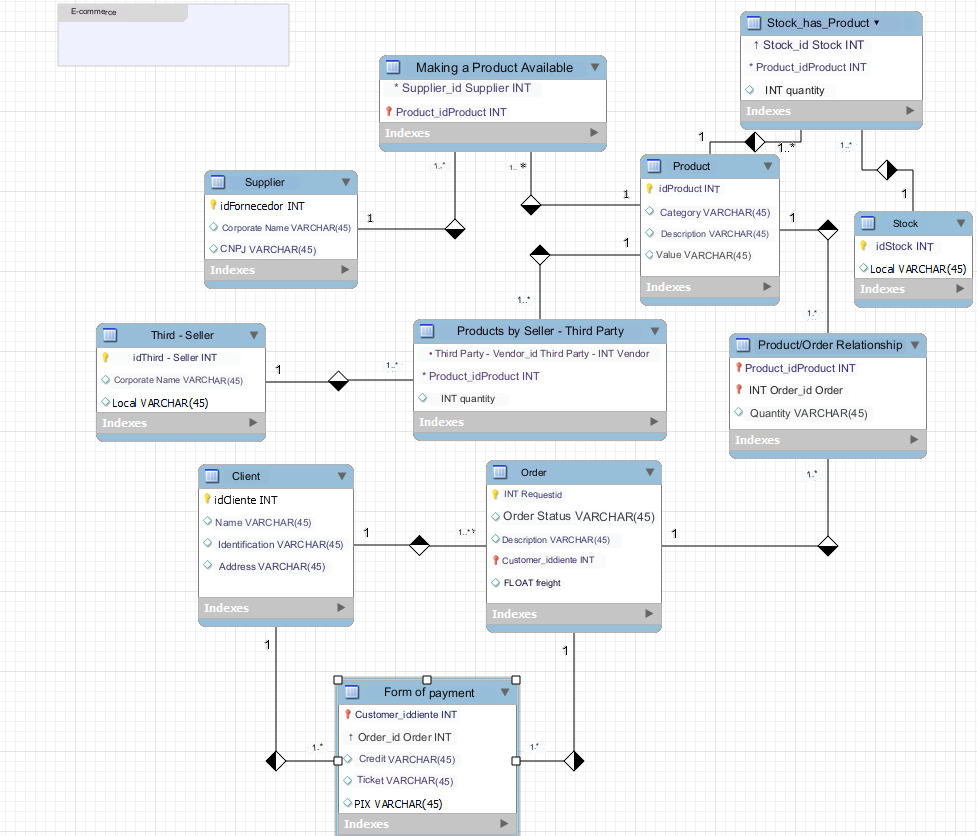 E-commerce
Stock_has_Product ▼
↑ Stock_id Stock INT
* Product_idProduct INT
INT quantity
Indexes
Making a Product Available
* Supplier_id Supplier INT
Product_idProduct INT
Indexes
1
1..*
1..*
1..*
1..*
1
Product
idProduct INT
Category VARCHAR(45)
Description VARCHAR(45)
Value VARCHAR(45)
Indexes
Supplier
idFornecedor INT
Corporate Name VARCHAR(45)
CNPJ VARCHAR(45)
Indexes
1
1
1
1
Stock
idStock INT
Local VARCHAR(45)
Indexes
1..*
1..*
Third - Seller
idThird - Seller INT
Corporate Name VARCHAR(45)
Local VARCHAR(45)
Indexes
1
1..*
Products by Seller - Third Party
• Third Party - Vendor_id Third Party - INT Vendor
* Product_idProduct INT
INT quantity
Indexes
Product/Order Relationship
Product_idProduct INT
INT Order_id Order
Quantity VARCHAR(45)
Indexes
1..*
Client
idCliente INT
Name VARCHAR(45)
Identification VARCHAR(45)
Address VARCHAR(45)
Indexes
1
1..*
Order
INT Requestid
Order Status VARCHAR(45)
Description VARCHAR(45)
Customer_iddiente INT
FLOAT freight
Indexes
1
1
1
Form of payment
Customer_iddiente INT
↑ Order_id Order INT
Credit VARCHAR(45)
Ticket VARCHAR(45)
PIX VARCHAR(45)
Indexes
1..*
1..*